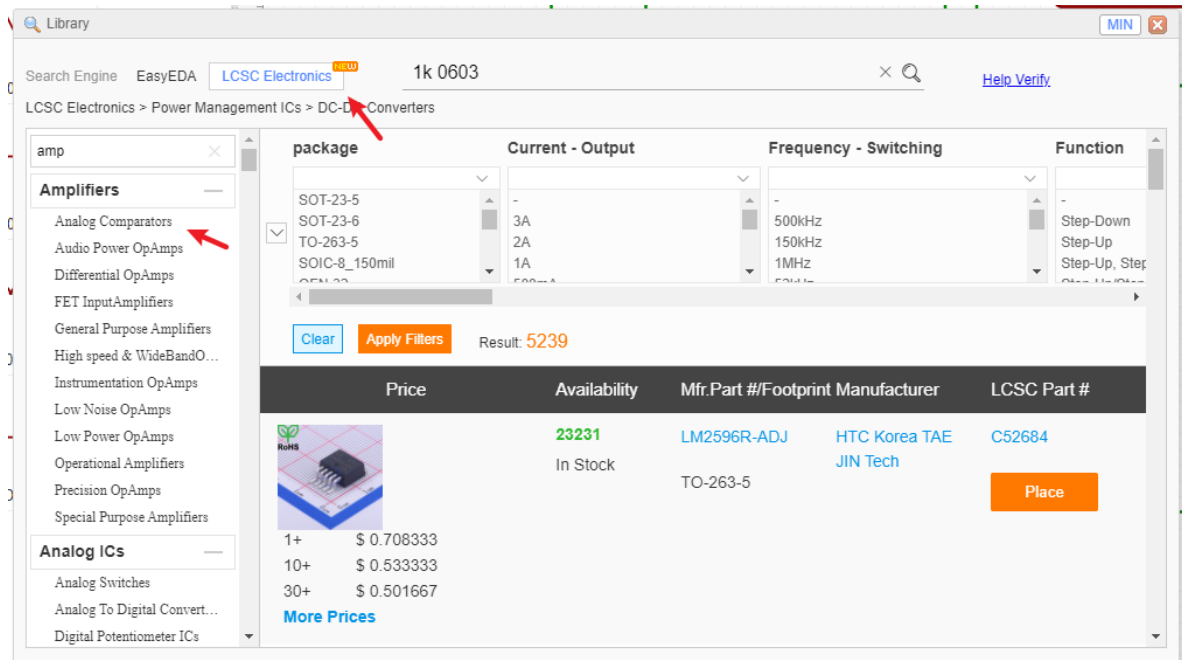 Library
MIN
Search Engine EasyEDA LCSC Electronics NEW 1k 0603 Help Verify
LCSC Electronics > Power Management ICs > DC-DC Converters
amp
Amplifiers
Analog Comparators
Audio Power OpAmps
Differential OpAmps
FET InputAmplifiers
General Purpose Amplifiers
High speed & WideBandO...
Instrumentation OpAmps
Low Noise OpAmps
Low Power OpAmps
Operational Amplifiers
Precision OpAmps
Special Purpose Amplifiers
Analog ICs
Analog Switches
Analog To Digital Convert...
Digital Potentiometer ICs
package Current - Output Frequency - Switching Function
SOT-23-5 - - -
SOT-23-6 3A 500kHz Step-Down
TO-263-5 2A 150kHz Step-Up
SOIC-8_150mil 1A 1MHz Step-Up, Step
Clear Apply Filters Result: 5239
Price Availability Mfr.Part #/Footprint Manufacturer LCSC Part #
RoHS
23231 LM2596R-ADJ HTC Korea TAE C52684
In Stock JIN Tech
TO-263-5 Place
1+ $ 0.708333
10+ $ 0.533333
30+ $ 0.501667
More Prices